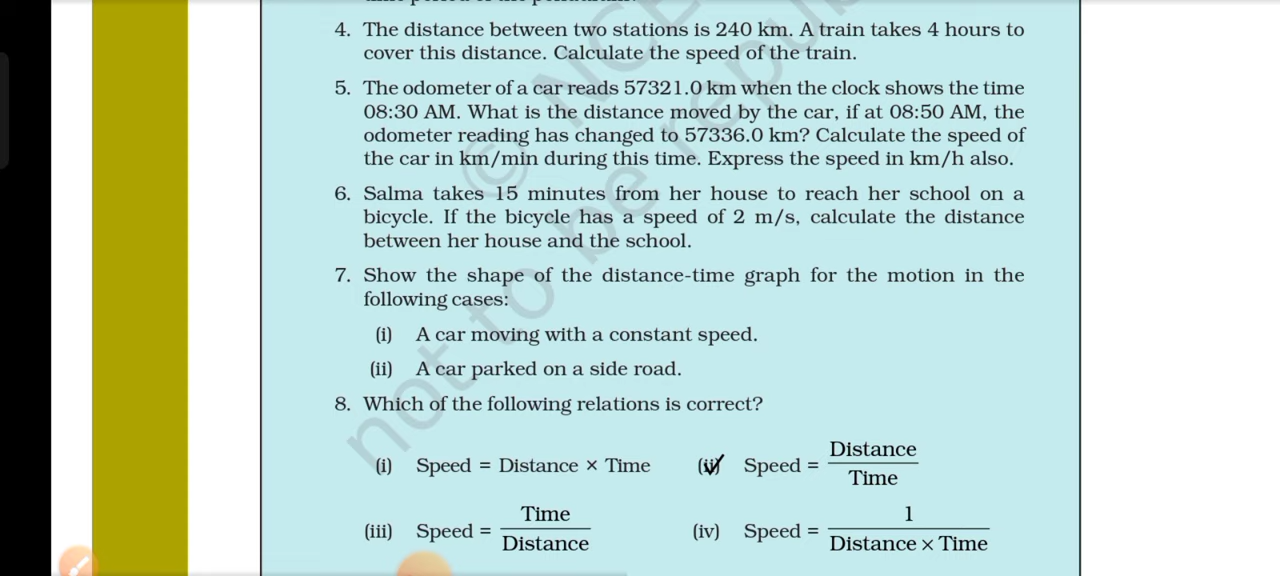 4. The distance between two stations is 240 km. A train takes 4 hours to
cover this distance. Calculate the speed of the train.
5. The odometer of a car reads 57321.0 km when the clock shows the time
08:30 AM. What is the distance moved by the car, if at 08:50 AM, the
odometer reading has changed to 57336.0 km? Calculate the speed of
the car in km/min during this time. Express the speed in km/h also.
6. Salma takes 15 minutes from her house to reach her school on a
bicycle. If the bicycle has a speed of 2 m/s, calculate the distance
between her house and the school.
7. Show the shape of the distance-time graph for the motion in the
following cases:
(i) A car moving with a constant speed.
(ii) A car parked on a side road.
8. Which of the following relations is correct?
(i) Speed = Distance × Time (ii) Speed = Distance / Time
(iii) Speed = Time / Distance (iv) Speed = 1 / Distance × Time
not to be repu